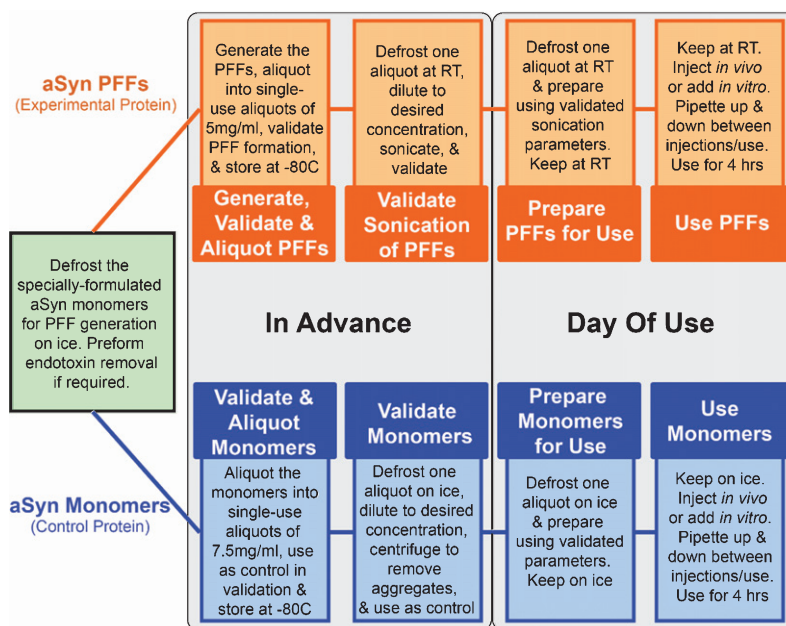 aSyn PFFs
(Experimental Protein)
Generate the
PFFs, aliquot
into single-
use aliquots of
5mg/ml, validate
PFF formation,
& store at -80C
Generate,
Validate &
Aliquot PFFs
Defrost one
aliquot at RT,
dilute to
desired
concentration,
sonicate, &
validate
Validate
Sonication
of PFFs
Defrost one
aliquot at RT
& prepare
using validated
sonication
parameters.
Keep at RT
Prepare
PFFs for Use
Keep at RT.
Inject in vivo
or add in vitro.
Pipette up &
down between
injections/use.
Use for 4 hrs
Use PFFs
Defrost the
specially-formulated
aSyn monomers
for PFF generation
on ice. Preform
endotoxin removal
if required.
In Advance
Day Of Use
aSyn Monomers
(Control Protein)
Validate &
Aliquot
Monomers
Aliquot the
monomers into
single-use
aliquots of
7.5mg/ml, use
as control in
validation &
store at -80C
Validate
Monomers
Defrost one
aliquot on ice,
dilute to desired
concentration,
centrifuge to
remove
aggregates,
& use as control
Prepare
Monomers
for Use
Defrost one
aliquot on ice
& prepare
using validated
parameters.
Keep on ice
Use
Monomers
Keep on ice.
Inject in vivo
or add in vitro.
Pipette up &
down between
injections/use.
Use for 4 hrs